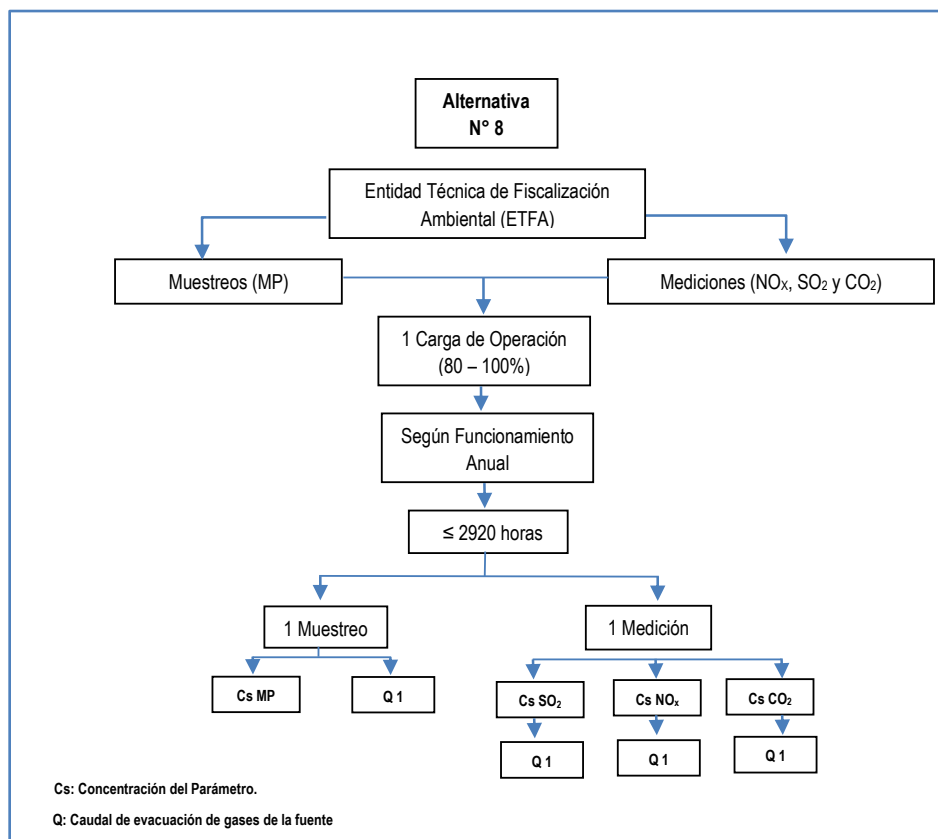 Alternativa
N° 8
Entidad Técnica de Fiscalización
Ambiental (ETFA)
Muestreos (MP)
Mediciones (NOx, SO₂ y CO₂)
1 Carga de Operación
(80 – 100%)
Según Funcionamiento
Anual
≤ 2920 horas
1 Muestreo
1 Medición
Cs MP
Q 1
Cs SO₂
Cs NOx
Cs CO₂
Q 1
Q 1
Q 1
Cs: Concentración del Parámetro.
Q: Caudal de evacuación de gases de la fuente